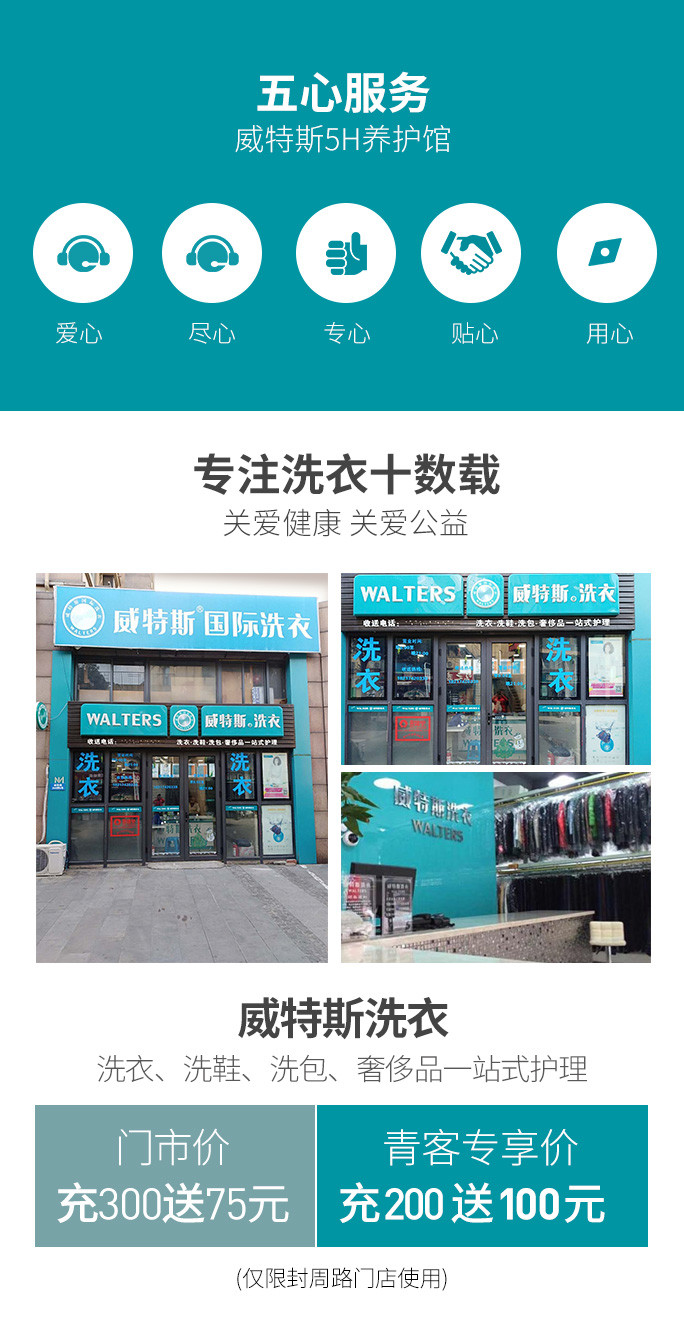 五心服务
威特斯5H养护馆
爱心
尽心
专心
贴心
用心
专注洗衣十数载
关爱健康 关爱公益
威特斯®国际洗衣
WALTERS 威特斯®洗衣
收送电话:
洗衣·洗鞋·洗包·奢侈品一站式护理
洗衣
洗衣
WALTERS 威特斯®洗衣
收送电话:
洗衣·洗鞋·洗包·奢侈品一站式护理
洗衣
洗衣
威特斯洗衣
WALTERS
威特斯洗衣
洗衣、洗鞋、洗包、奢侈品一站式护理
门市价
充300送75元
青客专享价
充200送100元
(仅限封周路门店使用)